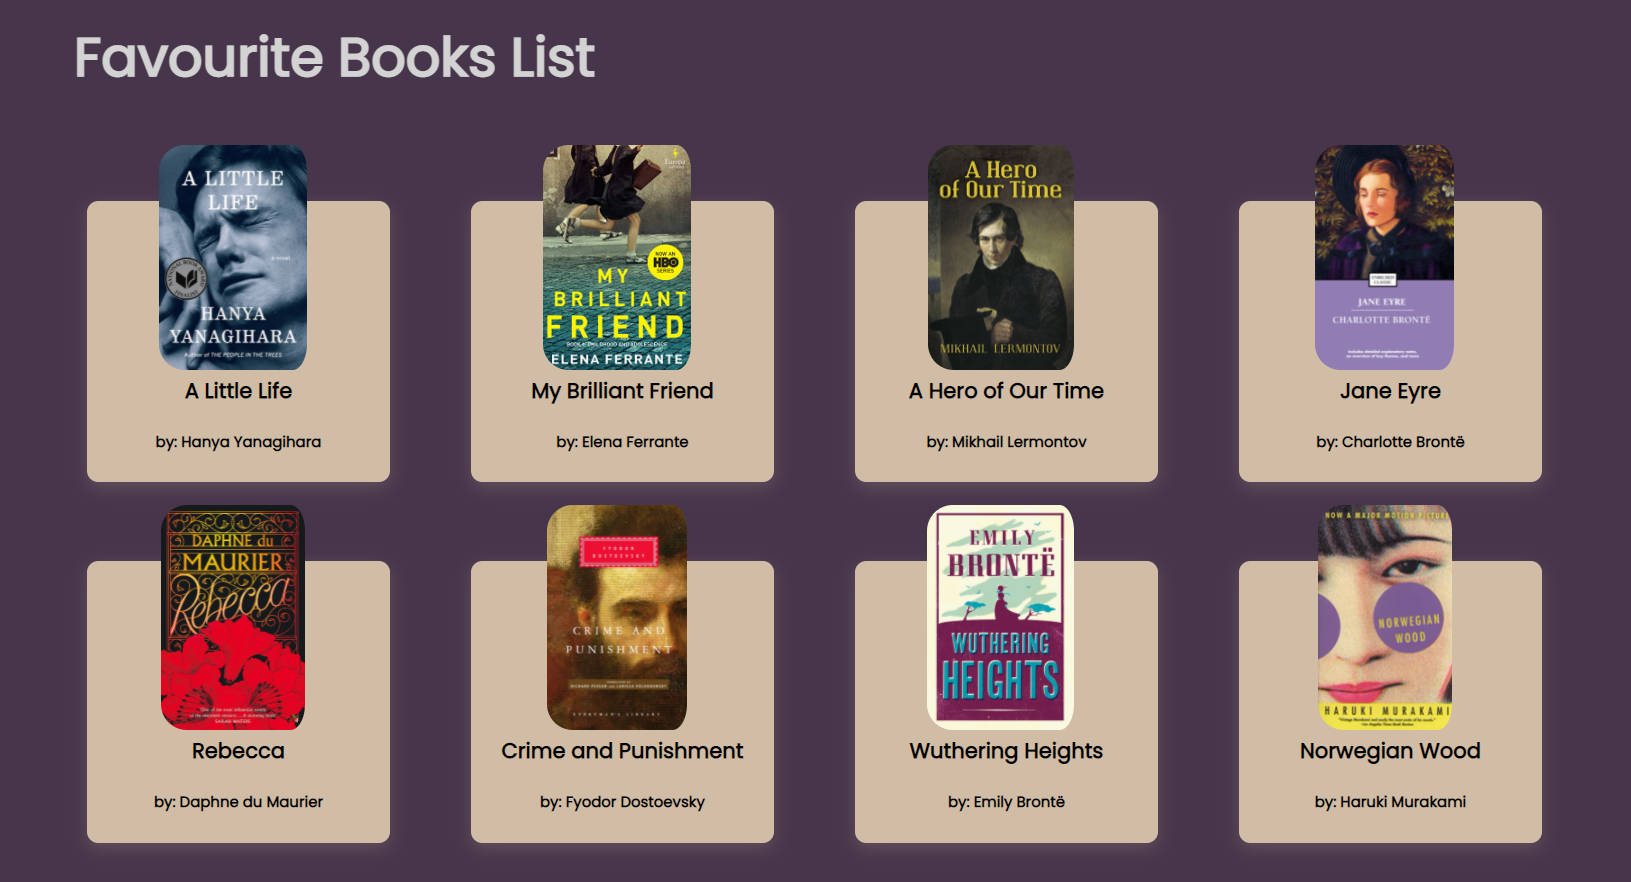 Favourite Books List
A LITTLE
LIFE
a novel
HANYA
YANAGIHARA
Author of THE PEOPLE IN THE TREES
A Little Life
by: Hanya Yanagihara
NOW AN
HBO
SERIES
MY
BRILLIANT
FRIEND
BOOK 1: CHILDHOOD AND ADOLESCENCE
ELENA FERRANTE
My Brilliant Friend
by: Elena Ferrante
A Hero
of Our Time
MIKHAIL LERMONTOV
A Hero of Our Time
by: Mikhail Lermontov
JANE EYRE
CHARLOTTE BRONTË
Jane Eyre
by: Charlotte Brontë
DAPHNE du
MAURIER
Rebecca
Rebecca
by: Daphne du Maurier
FYODOR
DOSTOEVSKY
CRIME AND
PUNISHMENT
EVERYMAN'S LIBRARY
Crime and Punishment
by: Fyodor Dostoevsky
EMILY
BRONTË
WUTHERING
HEIGHTS
Wuthering Heights
by: Emily Brontë
NOW A MAJOR MOTION PICTURE
NORWEGIAN
WOOD
HARUKI MURAKAMI
Norwegian Wood
by: Haruki Murakami